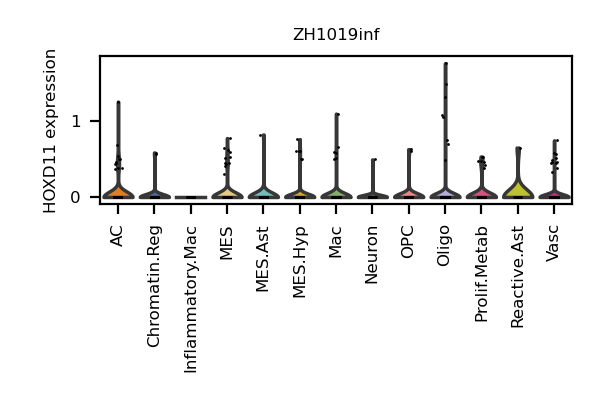 ZH1019inf
HOXD11 expression
1
0
AC
Chromatin.Reg
Inflammatory.Mac
MES
MES.Ast
MES.Hyp
Mac
Neuron
OPC
Oligo
Prolif.Metab
Reactive.Ast
Vasc